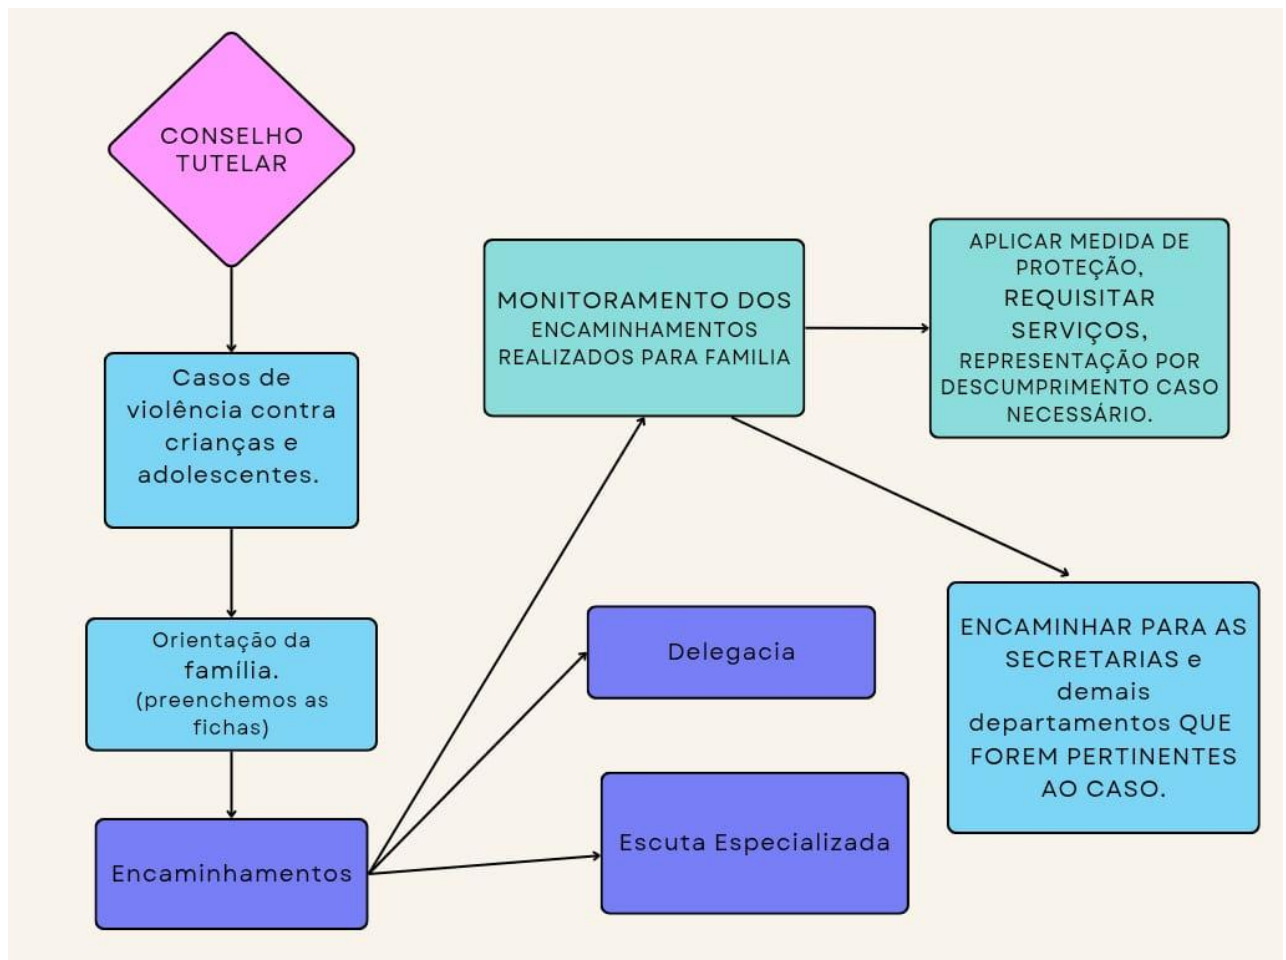 CONSELHO
TUTELAR
Casos de
violência contra
crianças e
adolescentes.
Orientação da
família.
(preenchemos as
fichas)
Encaminhamentos
MONITORAMENTO DOS
ENCAMINHAMENTOS
REALIZADOS PARA FAMILIA
APLICAR MEDIDA DE
PROTEÇÃO,
REQUISITAR
SERVIÇOS,
REPRESENTAÇÃO POR
DESCUMPRIMENTO CASO
NECESSÁRIO.
Delegacia
Escuta Especializada
ENCAMINHAR PARA AS
SECRETARIAS e
demais
departamentos QUE
FOREM PERTINENTES
AO CASO.